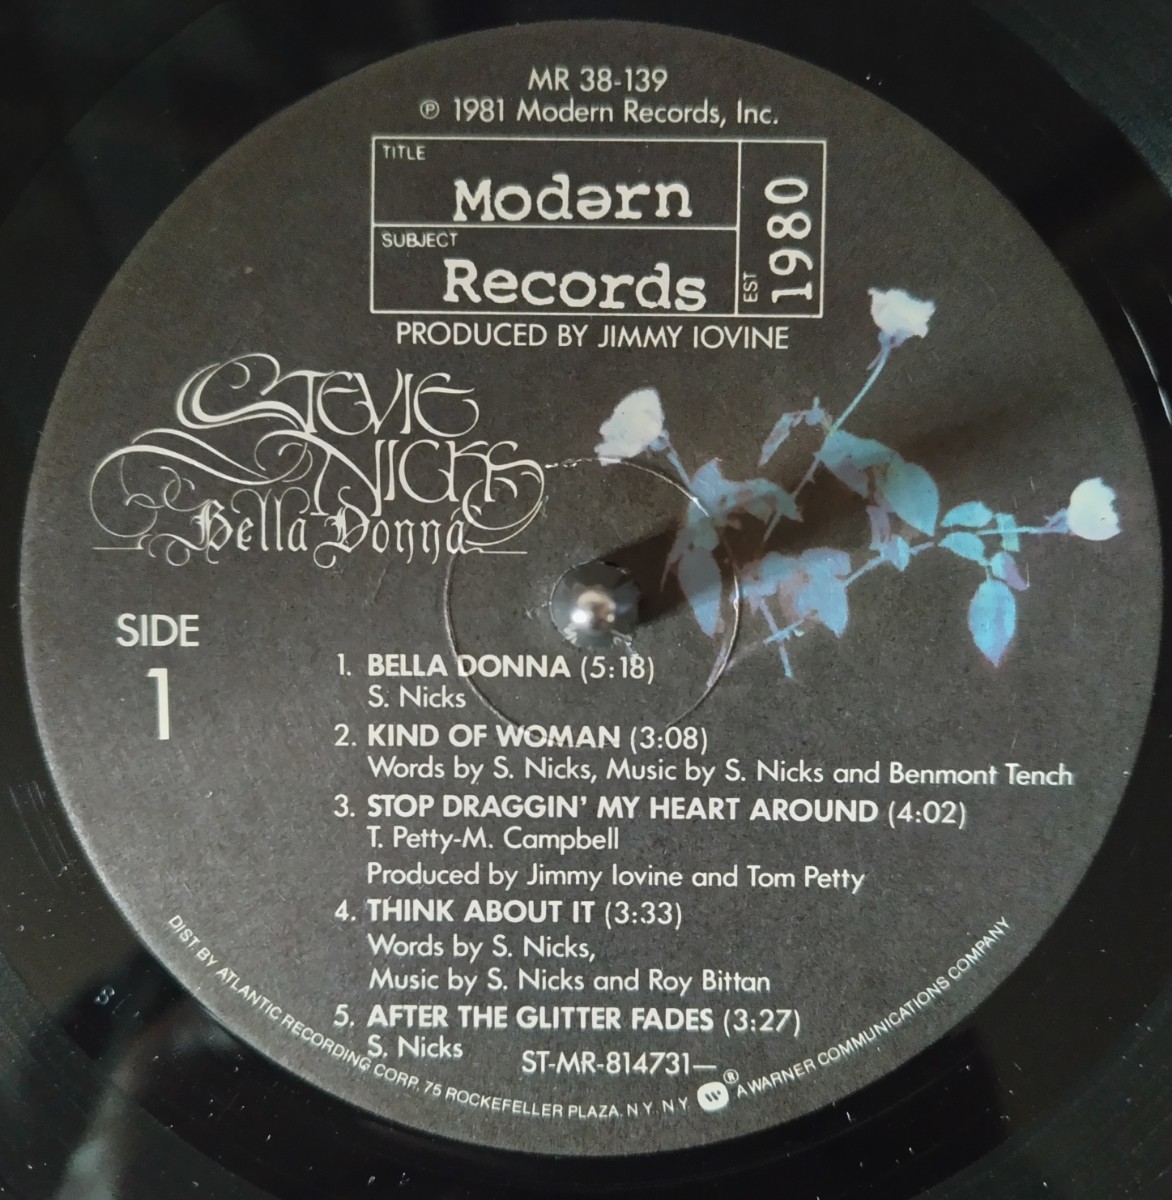 MR 38-139
℗ 1981 Modern Records, Inc.
TITLE
Modərn
SUBJECT
Records
EST 1980
PRODUCED BY JIMMY IOVINE
STEVIE
NICKS
Bella Donna
SIDE
1
1. BELLA DONNA (5:18)
S. Nicks
2. KIND OF WOMAN (3:08)
Words by S. Nicks, Music by S. Nicks and Benmont Tench
3. STOP DRAGGIN' MY HEART AROUND (4:02)
T. Petty-M. Campbell
Produced by Jimmy Iovine and Tom Petty
4. THINK ABOUT IT (3:33)
Words by S. Nicks,
Music by S. Nicks and Roy Bittan
5. AFTER THE GLITTER FADES (3:27)
S. Nicks
ST-MR-814731—
DIST. BY ATLANTIC RECORDING CORP. 75 ROCKEFELLER PLAZA, N.Y. N.Y. ® A WARNER COMMUNICATIONS COMPANY